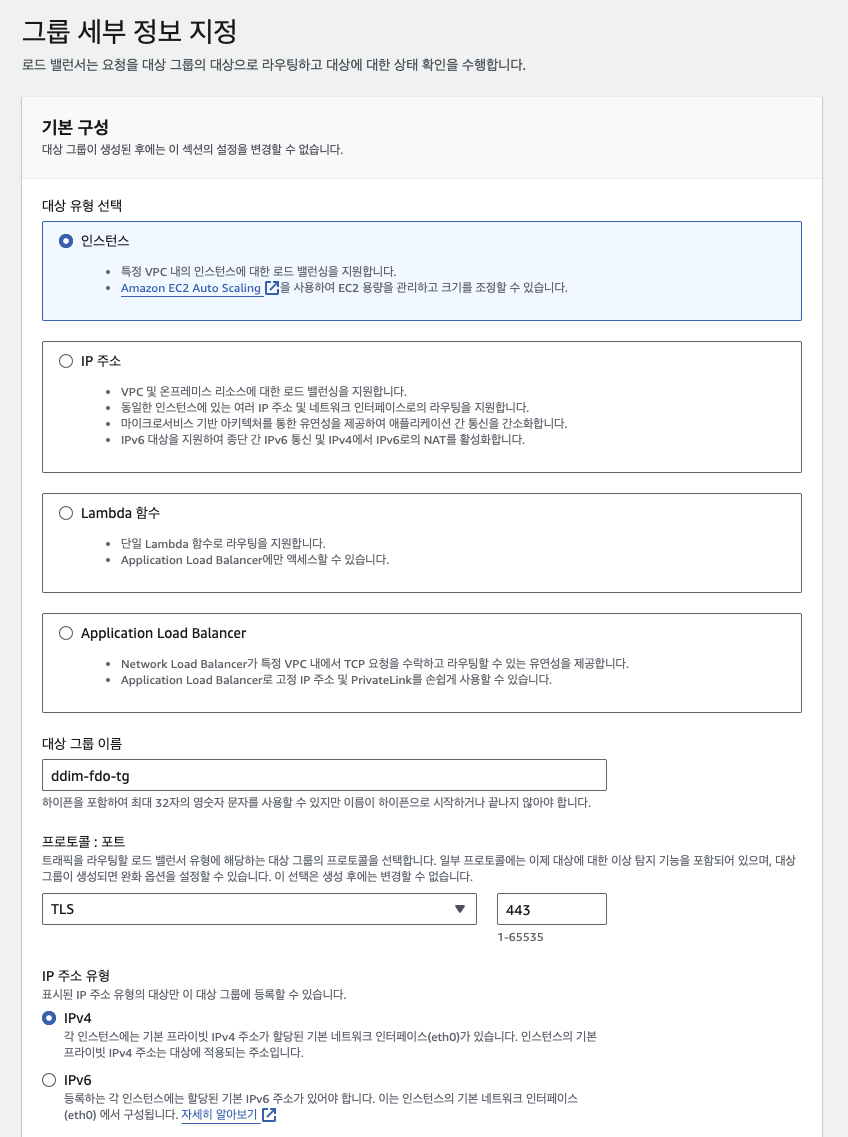 그룹 세부 정보 지정
로드 밸런서는 요청을 대상 그룹의 대상으로 라우팅하고 대상에 대한 상태 확인을 수행합니다.
기본 구성
대상 그룹이 생성된 후에는 이 섹션의 설정을 변경할 수 없습니다.
대상 유형 선택
인스턴스
• 특정 VPC 내의 인스턴스에 대한 로드 밸런싱을 지원합니다.
• Amazon EC2 Auto Scaling 을 사용하여 EC2 용량을 관리하고 크기를 조정할 수 있습니다.
IP 주소
• VPC 및 온프레미스 리소스에 대한 로드 밸런싱을 지원합니다.
• 동일한 인스턴스에 있는 여러 IP 주소 및 네트워크 인터페이스로의 라우팅을 지원합니다.
• 마이크로서비스 기반 아키텍처를 통한 유연성을 제공하여 애플리케이션 간 통신을 간소화합니다.
• IPv6 대상을 지원하여 종단 간 IPv6 통신 및 IPv4에서 IPv6로의 NAT를 활성화합니다.
Lambda 함수
• 단일 Lambda 함수로 라우팅을 지원합니다.
• Application Load Balancer에만 액세스할 수 있습니다.
Application Load Balancer
• Network Load Balancer가 특정 VPC 내에서 TCP 요청을 수락하고 라우팅할 수 있는 유연성을 제공합니다.
• Application Load Balancer로 고정 IP 주소 및 PrivateLink를 손쉽게 사용할 수 있습니다.
대상 그룹 이름
ddim-fdo-tg
하이픈을 포함하여 최대 32자의 영숫자 문자를 사용할 수 있지만 이름이 하이픈으로 시작하거나 끝나지 않아야 합니다.
프로토콜 : 포트
트래픽을 라우팅할 로드 밸런서 유형에 해당하는 대상 그룹의 프로토콜을 선택합니다. 일부 프로토콜에는 이제 대상에 대한 이상 탐지 기능을 포함되어 있으며, 대상
그룹이 생성되면 완화 옵션을 설정할 수 있습니다. 이 선택은 생성 후에는 변경할 수 없습니다.
TLS
443
1-65535
IP 주소 유형
표시된 IP 주소 유형의 대상만 이 대상 그룹에 등록할 수 있습니다.
IPv4
각 인스턴스에는 기본 프라이빗 IPv4 주소가 할당된 기본 네트워크 인터페이스(eth0)가 있습니다. 인스턴스의 기본
프라이빗 IPv4 주소는 대상에 적용되는 주소입니다.
IPv6
등록하는 각 인스턴스에는 할당된 기본 IPv6 주소가 있어야 합니다. 이는 인스턴스의 기본 네트워크 인터페이스
(eth0) 에서 구성됩니다. 자세히 알아보기